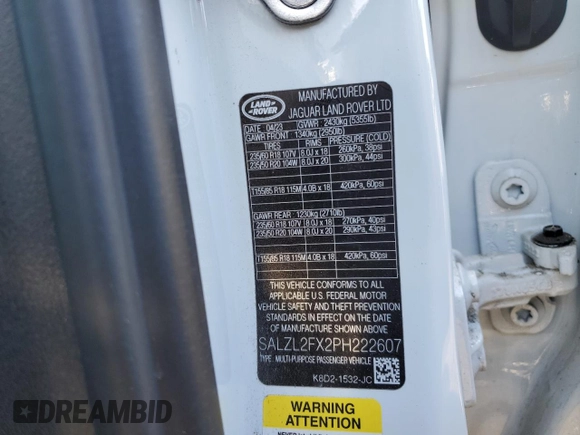 LAND
ROVER
MANUFACTURED BY
JAGUAR LAND ROVER LTD
DATE 04/23 GVWR 2430kg (5355lb)
GAWR FRONT 1340kg (2950lb)
TIRES RIMS PRESSURE (COLD)
235/60 R18 107V 8.0J x 18 260kPa, 38psi
235/50 R20 104W 8.0J x 20 300kPa, 44psi
T155/85 R18 115M 4.0B x 18 420kPa, 60psi
GAWR REAR 1230kg (2710lb)
235/60 R18 107V 8.0J x 18 270kPa, 40psi
235/50 R20 104W 8.0J x 20 290kPa, 43psi
T155/85 R18 115M 4.0B x 18 420kPa, 60psi
THIS VEHICLE CONFORMS TO ALL
APPLICABLE U.S. FEDERAL MOTOR
VEHICLE SAFETY AND THEFT PREVENTION
STANDARDS IN EFFECT ON THE DATE OF
MANUFACTURE SHOWN ABOVE.
SALZL2FX2PH222607
TYPE: MULTI-PURPOSE PASSENGER VEHICLE
K8D2-1532-JC
WARNING
ATTENTION
DREAMBID